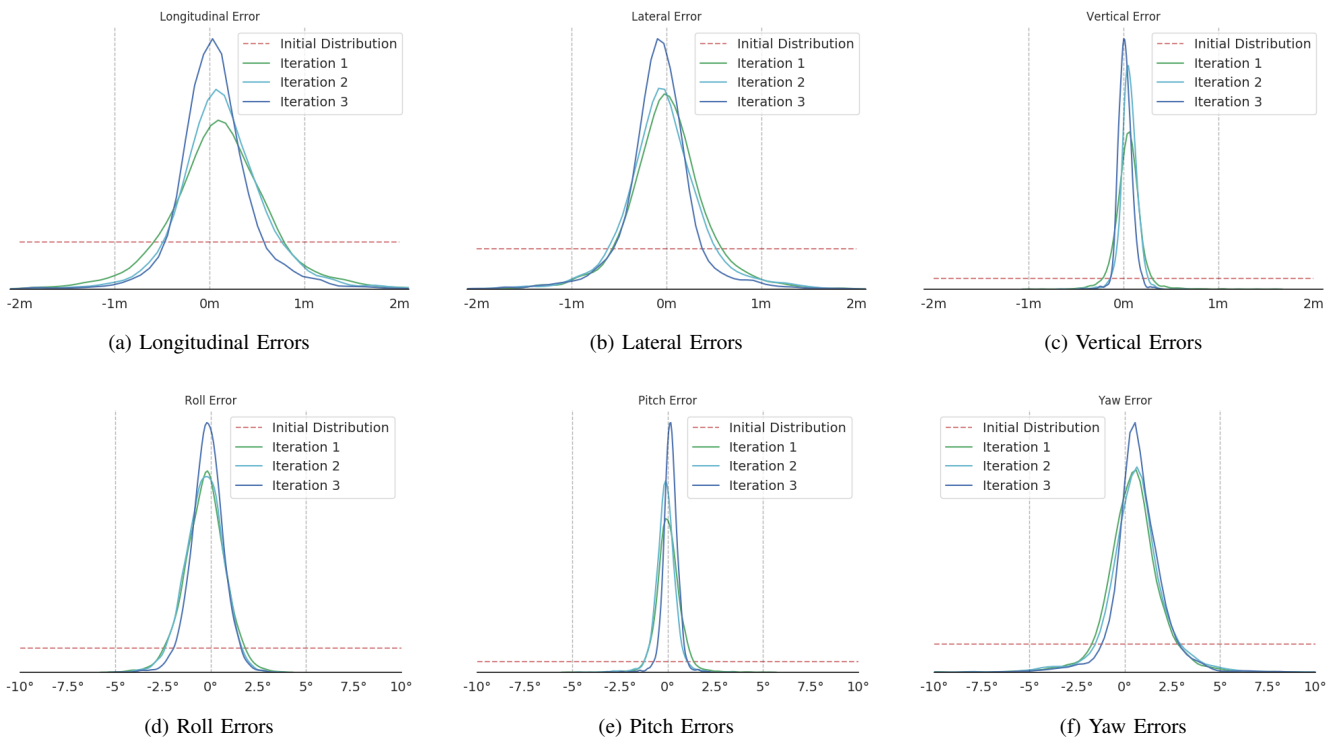 Longitudinal Error
Initial Distribution
Iteration 1
Iteration 2
Iteration 3
-2m -1m 0m 1m 2m
(a) Longitudinal Errors
Lateral Error
Initial Distribution
Iteration 1
Iteration 2
Iteration 3
-2m -1m 0m 1m 2m
(b) Lateral Errors
Vertical Error
Initial Distribution
Iteration 1
Iteration 2
Iteration 3
-2m -1m 0m 1m 2m
(c) Vertical Errors
Roll Error
Initial Distribution
Iteration 1
Iteration 2
Iteration 3
-10° -7.5° -5° -2.5° 0° 2.5° 5° 7.5° 10°
(d) Roll Errors
Pitch Error
Initial Distribution
Iteration 1
Iteration 2
Iteration 3
-10° -7.5° -5° -2.5° 0° 2.5° 5° 7.5° 10°
(e) Pitch Errors
Yaw Error
Initial Distribution
Iteration 1
Iteration 2
Iteration 3
-10° -7.5° -5° -2.5° 0° 2.5° 5° 7.5° 10°
(f) Yaw Errors